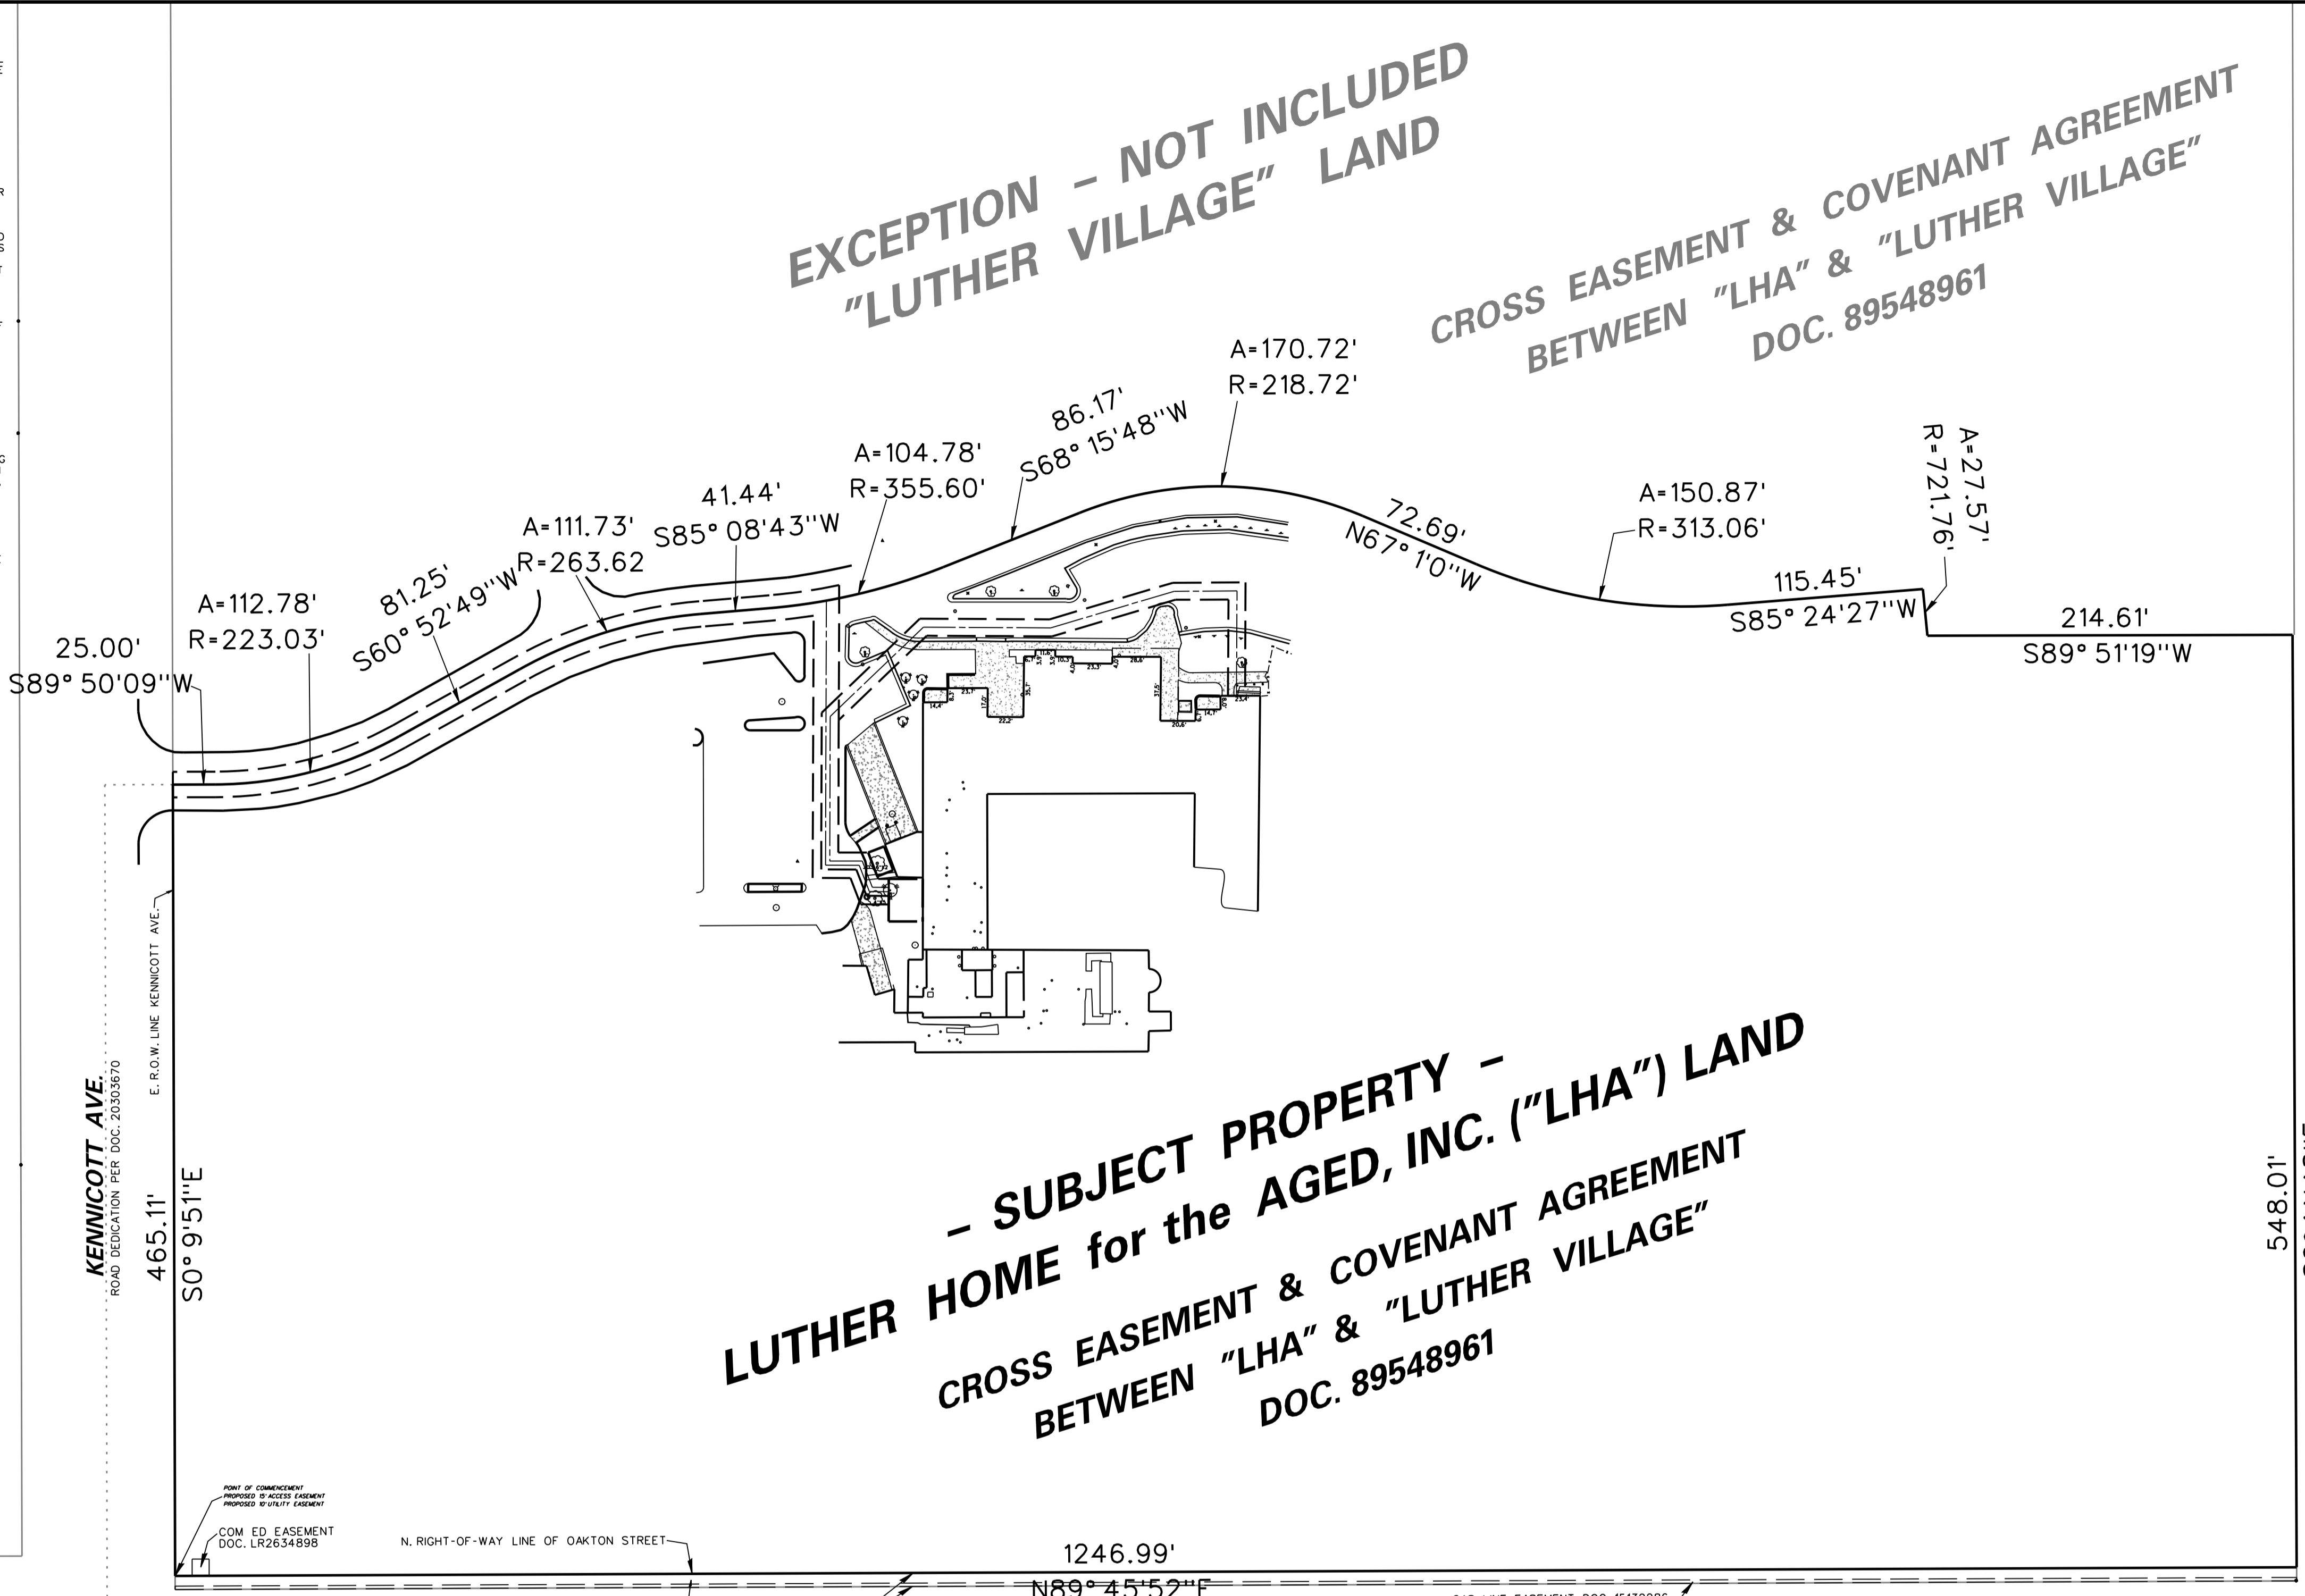 EXCEPTION – NOT INCLUDED
"LUTHER VILLAGE" LAND
CROSS EASEMENT & COVENANT AGREEMENT
BETWEEN "LHA" & "LUTHER VILLAGE"
DOC. 89548961
A=170.72'
R=218.72'
86.17'
S68° 15'48"W
A=104.78'
R=355.60'
41.44'
S85° 08'43"W
A=111.73'
R=263.62
81.25'
S60° 52'49"W
A=112.78'
R=223.03'
25.00'
S89° 50'09"W
72.69'
N67° 1'0"W
A=150.87'
R=313.06'
A=27.57'
R=721.76'
115.45'
S85° 24'27"W
214.61'
S89° 51'19"W
E. R.O.W. LINE KENNICOTT AVE.
KENNICOTT AVE.
ROAD DEDICATION PER DOC. 20303670
465.11'
S0° 9'51"E
548.01'
– SUBJECT PROPERTY –
LUTHER HOME for the AGED, INC. ("LHA") LAND
CROSS EASEMENT & COVENANT AGREEMENT
BETWEEN "LHA" & "LUTHER VILLAGE"
DOC. 89548961
POINT OF COMMENCEMENT
PROPOSED 15' ACCESS EASEMENT
PROPOSED 10' UTILITY EASEMENT
COM ED EASEMENT
DOC. LR2634898
N. RIGHT-OF-WAY LINE OF OAKTON STREET
1246.99'
N89° 45'52"E